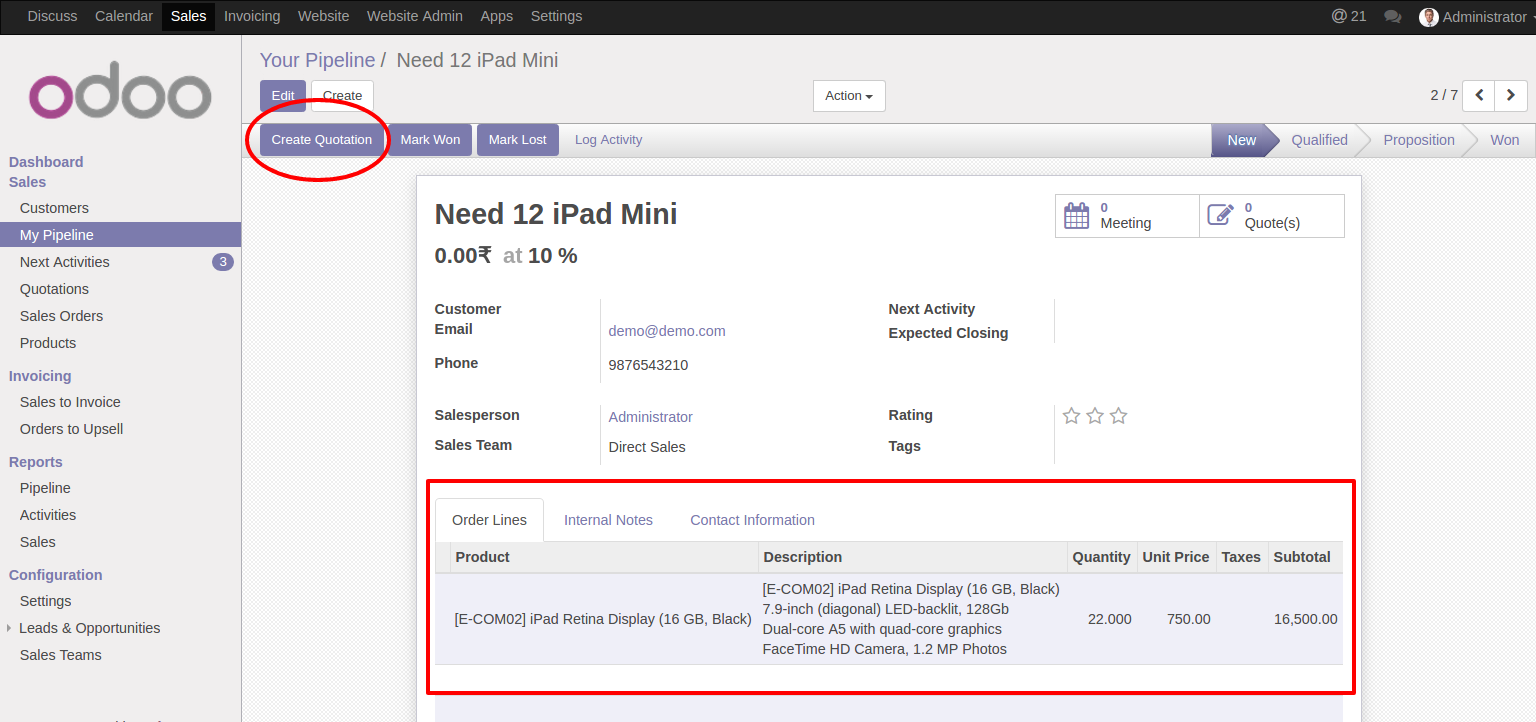 Discuss Calendar Sales Invoicing Website Website Admin Apps Settings @ 21 Administrator
odoo
Dashboard
Sales
Customers
My Pipeline
Next Activities 3
Quotations
Sales Orders
Products
Invoicing
Sales to Invoice
Orders to Upsell
Reports
Pipeline
Activities
Sales
Configuration
Settings
Leads & Opportunities
Sales Teams
Your Pipeline / Need 12 iPad Mini
Edit Create Action 2 / 7
Create Quotation Mark Won Mark Lost Log Activity New Qualified Proposition Won
Need 12 iPad Mini
0 Meeting
0 Quote(s)
0.00₹ at 10 %
Customer
Email demo@demo.com
Phone 9876543210
Next Activity
Expected Closing
Salesperson Administrator
Sales Team Direct Sales
Rating
Tags
Order Lines Internal Notes Contact Information
Product Description Quantity Unit Price Taxes Subtotal
[E-COM02] iPad Retina Display (16 GB, Black)
[E-COM02] iPad Retina Display (16 GB, Black)
7.9-inch (diagonal) LED-backlit, 128Gb
Dual-core A5 with quad-core graphics
FaceTime HD Camera, 1.2 MP Photos
22.000 750.00 16,500.00